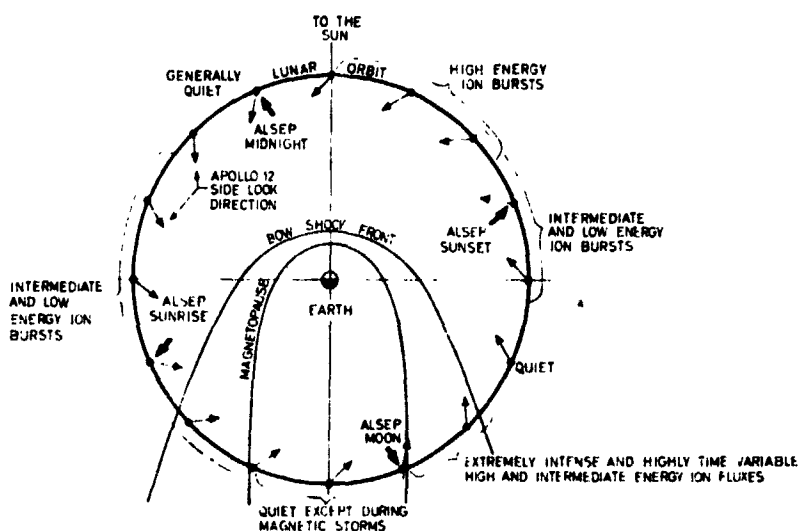 TO THE
SUN
LUNAR ORBIT
GENERALLY
QUIET
HIGH ENERGY
ION BURSTS
ALSEP
MIDNIGHT
APOLLO 12
SIDE LOOK
DIRECTION
BOW SHOCK FRONT
ALSEP
SUNSET
INTERMEDIATE
AND LOW ENERGY
ION BURSTS
INTERMEDIATE
AND LOW
ENERGY ION
BURSTS
ALSEP
SUNRISE
EARTH
MAGNETOPAUSE
QUIET
ALSEP
MOON
EXTREMELY INTENSE AND HIGHLY TIME VARIABLE
HIGH AND INTERMEDIATE ENERGY ION FLUXES
QUIET EXCEPT DURING
MAGNETIC STORMS